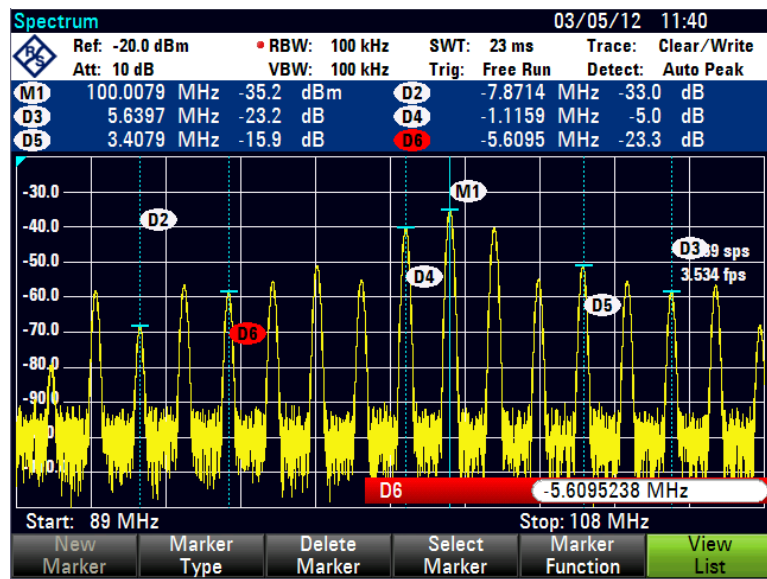 Spectrum 03/05/12 11:40
Ref: -20.0 dBm RBW: 100 kHz SWT: 23 ms Trace: Clear/Write
Att: 10 dB VBW: 100 kHz Trig: Free Run Detect: Auto Peak
M1 100.0079 MHz -35.2 dBm D2 -7.8714 MHz -33.0 dB
D3 5.6397 MHz -23.2 dB D4 -1.1159 MHz -5.0 dB
D5 3.4079 MHz -15.9 dB D6 -5.6095 MHz -23.3 dB
-30.0
M1
-40.0
D2
-50.0
D3 9 sps
D4
3.534 fps
-60.0
D5
-70.0
D6
-80.0
-90.0
D6 -5.6095238 MHz
Start: 89 MHz Stop: 108 MHz
New Marker Delete Select Marker View
Marker Type Marker Marker Function List